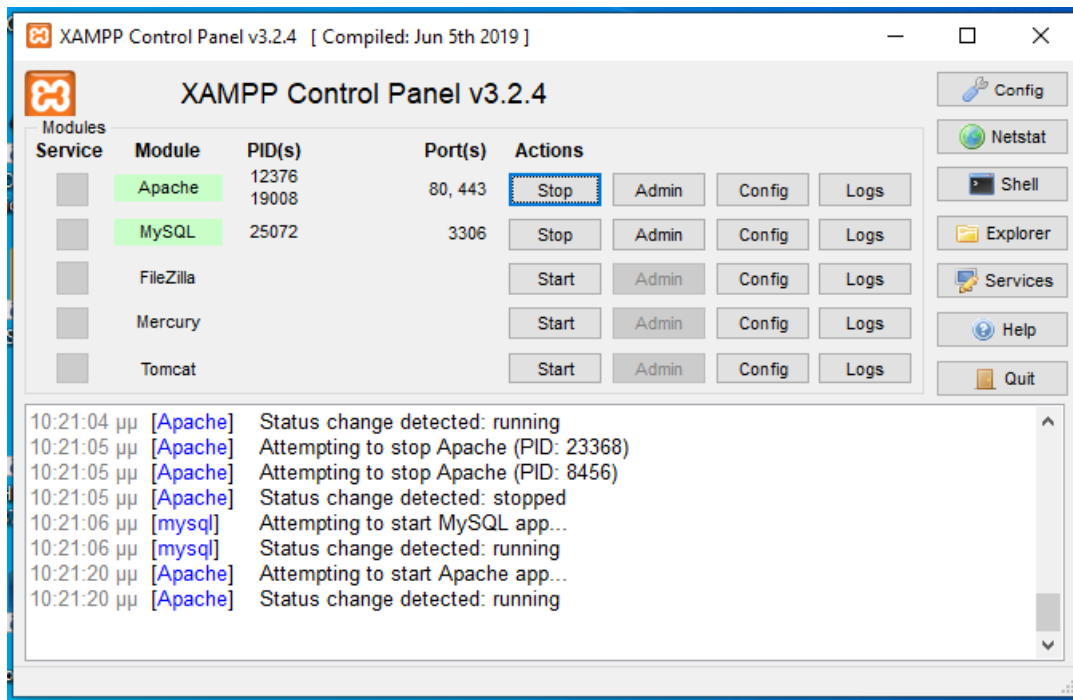 XAMPP Control Panel v3.2.4 [ Compiled: Jun 5th 2019 ]
XAMPP Control Panel v3.2.4
Config
Modules
Netstat
Service Module PID(s) Port(s) Actions
Apache 12376 19008 80, 443 Stop Admin Config Logs
Shell
MySQL 25072 3306 Stop Admin Config Logs
Explorer
FileZilla Start Admin Config Logs
Services
Mercury Start Admin Config Logs
Help
Tomcat Start Admin Config Logs
Quit
10:21:04 μμ [Apache] Status change detected: running
10:21:05 μμ [Apache] Attempting to stop Apache (PID: 23368)
10:21:05 μμ [Apache] Attempting to stop Apache (PID: 8456)
10:21:05 μμ [Apache] Status change detected: stopped
10:21:06 μμ [mysql] Attempting to start MySQL app...
10:21:06 μμ [mysql] Status change detected: running
10:21:20 μμ [Apache] Attempting to start Apache app...
10:21:20 μμ [Apache] Status change detected: running